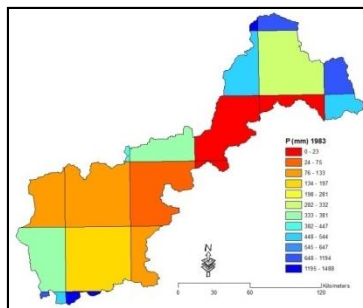 P (mm) 1983
0 - 23
24 - 75
76 - 133
134 - 197
198 - 281
282 - 332
333 - 381
382 - 447
448 - 544
545 - 647
648 - 1194
1195 - 1488
N
0 30 60 120
Kilometers